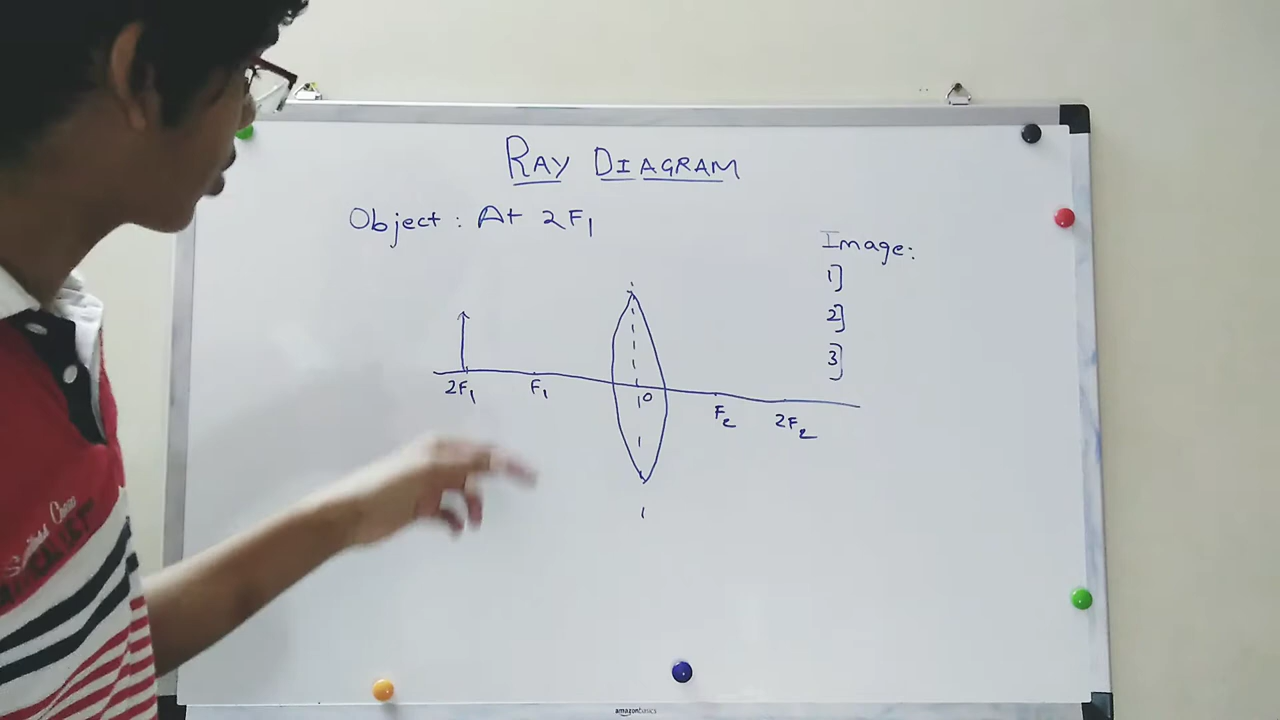 RAY DIAGRAM
Object : At 2F1
Image:
1]
2]
3]
2F1 F1 O F2 2F2
amazonbasics